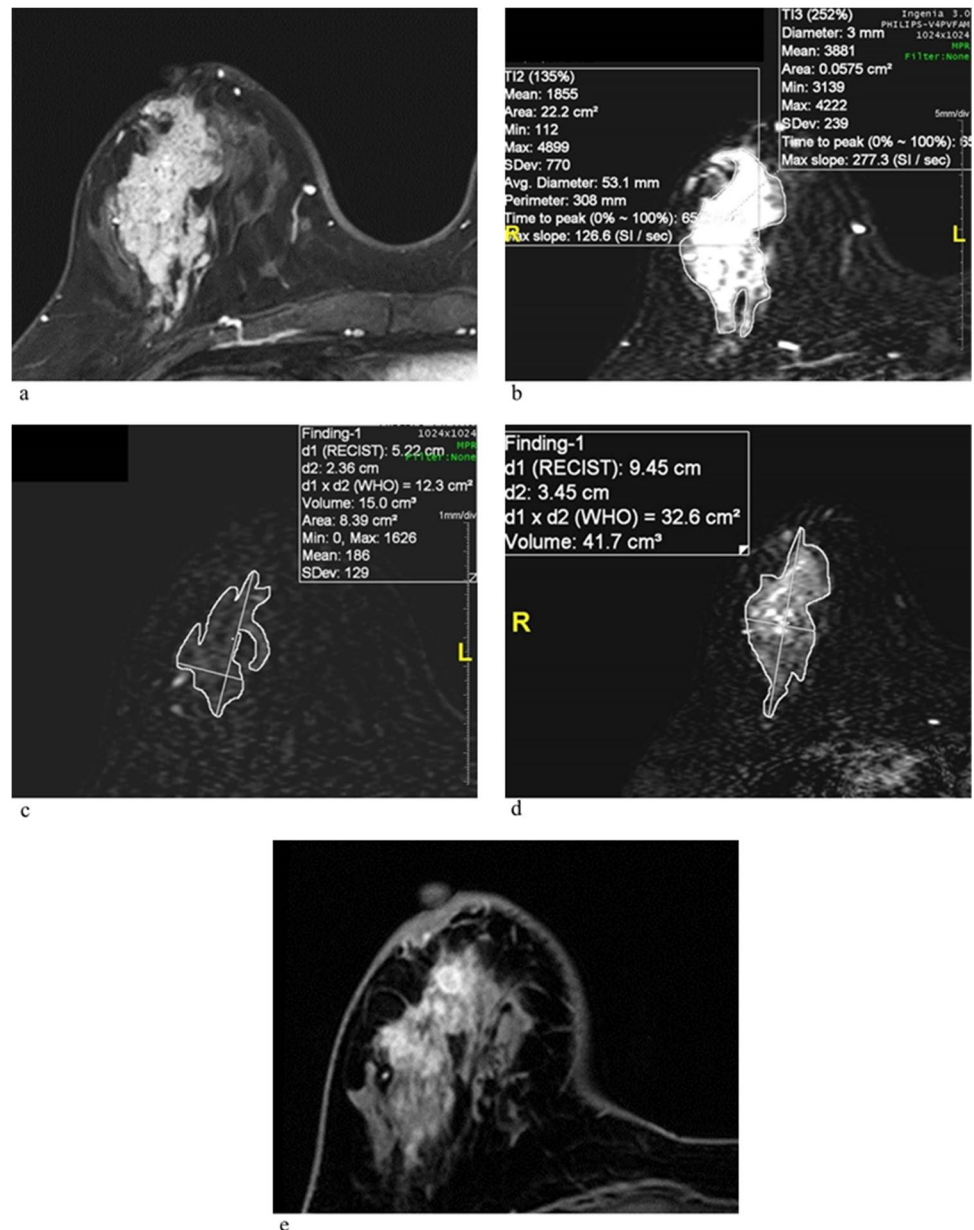 TI3 (252%)
Ingenia 3.0
PHILIPS-V4PVFAM
Diameter: 3 mm
1024x1024
Mean: 3881
MPR
Area: 0.0575 cm²
Filter:None
Min: 3139
Max: 4222
5mm/div
SDev: 239
Time to peak (0% ~ 100%): 65
Max slope: 277.3 (SI / sec)
TI2 (135%)
Mean: 1855
Area: 22.2 cm²
Min: 112
Max: 4899
SDev: 770
Avg. Diameter: 53.1 mm
Perimeter: 308 mm
Time to peak (0% ~ 100%): 65
Max slope: 126.6 (SI / sec)
R
L
a
b
Finding-1
1024x1024
d1 (RECIST): 5.22 cm
MPR
Filter:None
d2: 2.36 cm
d1 x d2 (WHO) = 12.3 cm²
Volume: 15.0 cm³
Area: 8.39 cm²
1mm/div
Min: 0, Max: 1626
Mean: 186
SDev: 129
L
c
Finding-1
d1 (RECIST): 9.45 cm
d2: 3.45 cm
d1 x d2 (WHO) = 32.6 cm²
Volume: 41.7 cm³
R
d
e